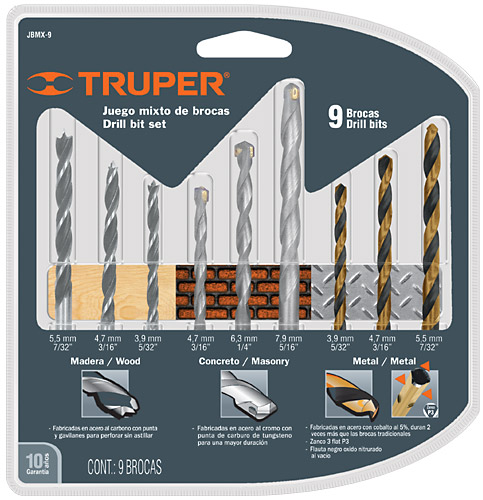 JBMX-9
TRUPER®
Juego mixto de brocas
Drill bit set
9 Brocas
Drill bits
5,5 mm 4,7 mm 3,9 mm 4,7 mm 6,3 mm 7,9 mm 3,9 mm 4,7 mm 5,5 mm
7/32" 3/16" 5/32" 3/16" 1/4" 5/16" 5/32" 3/16" 7/32"
Madera / Wood
- Fabricadas en acero al carbono con punta
y gavilanes para perforar sin astillar
Concreto / Masonry
- Fabricadas en acero al cromo con
punta de carburo de tungsteno
para una mayor duración
Metal / Metal
P3
- Fabricadas en acero con cobalto al 5%, duran 2
veces más que las brocas tradicionales
- Zanco 3 flat P3
- Flauta negro oxido nitrurado
al vacio
10 años
Garantía
CONT.: 9 BROCAS